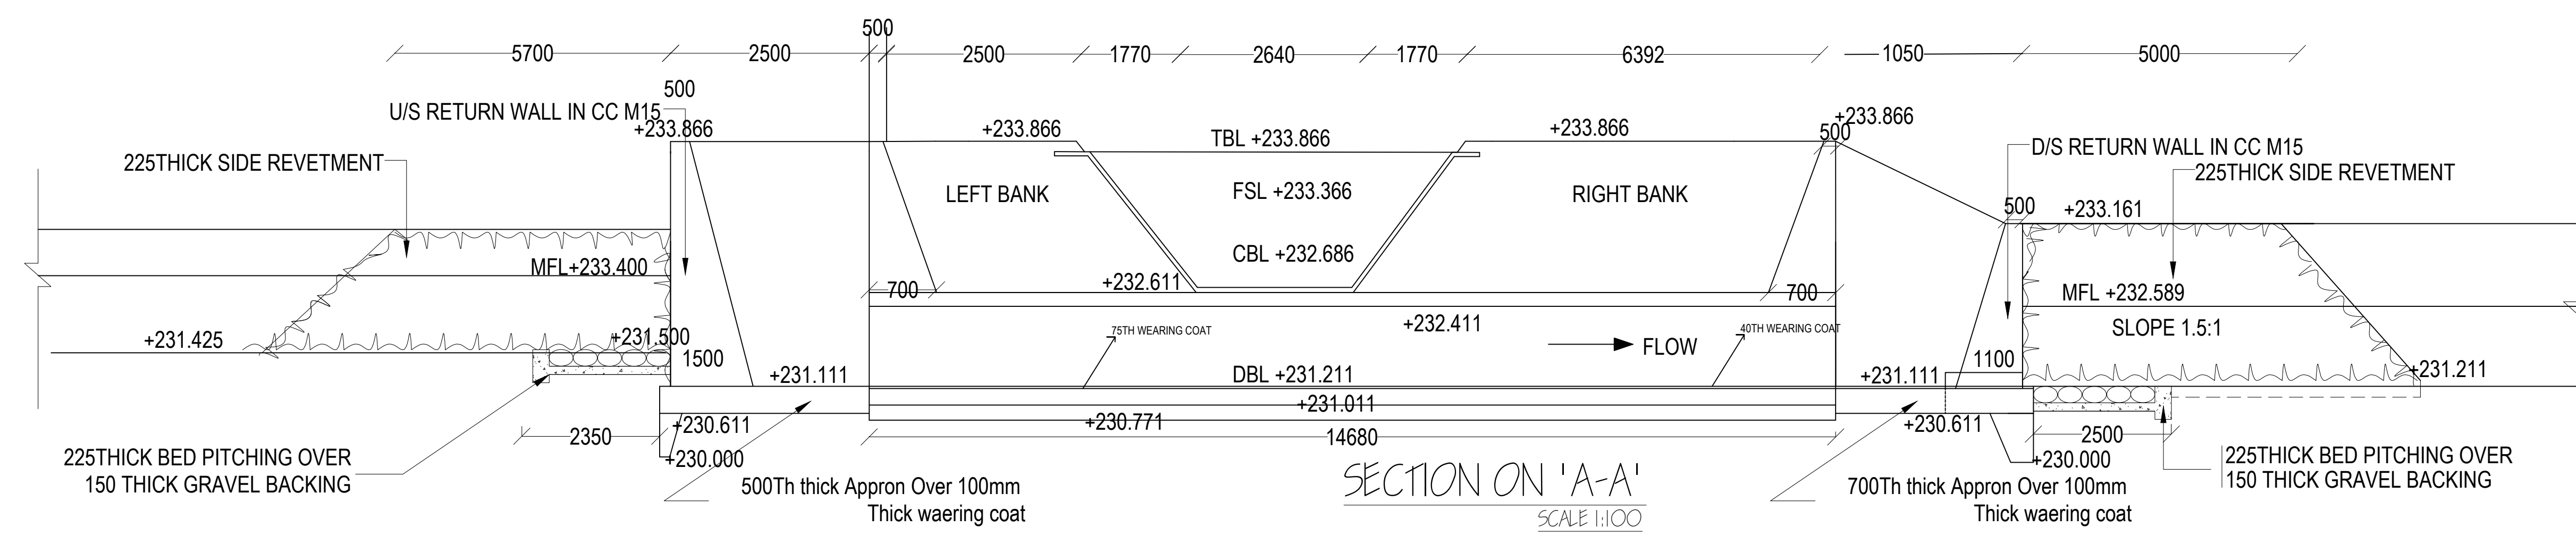 500
5700
2500
2500
1770
2640
1770
6392
1050
5000
500
U/S RETURN WALL IN CC M15
+233.866
+233.866
TBL +233.866
+233.866
+233.866
500
D/S RETURN WALL IN CC M15
225THICK SIDE REVETMENT
225THICK SIDE REVETMENT
LEFT BANK
FSL +233.366
RIGHT BANK
500
+233.161
MFL+233.400
CBL +232.686
+232.611
700
700
MFL +232.589
+232.411
SLOPE 1.5:1
+231.425
+231.500
75TH WEARING COAT
40TH WEARING COAT
FLOW
1500
1100
+231.111
DBL +231.211
+231.111
+231.211
+231.011
+230.611
+230.771
+230.611
2350
14680
2500
225THICK BED PITCHING OVER
150 THICK GRAVEL BACKING
+230.000
+230.000
225THICK BED PITCHING OVER
150 THICK GRAVEL BACKING
500Th thick Appron Over 100mm
Thick waering coat
SECTION ON 'A-A'
SCALE 1:100
700Th thick Appron Over 100mm
Thick waering coat